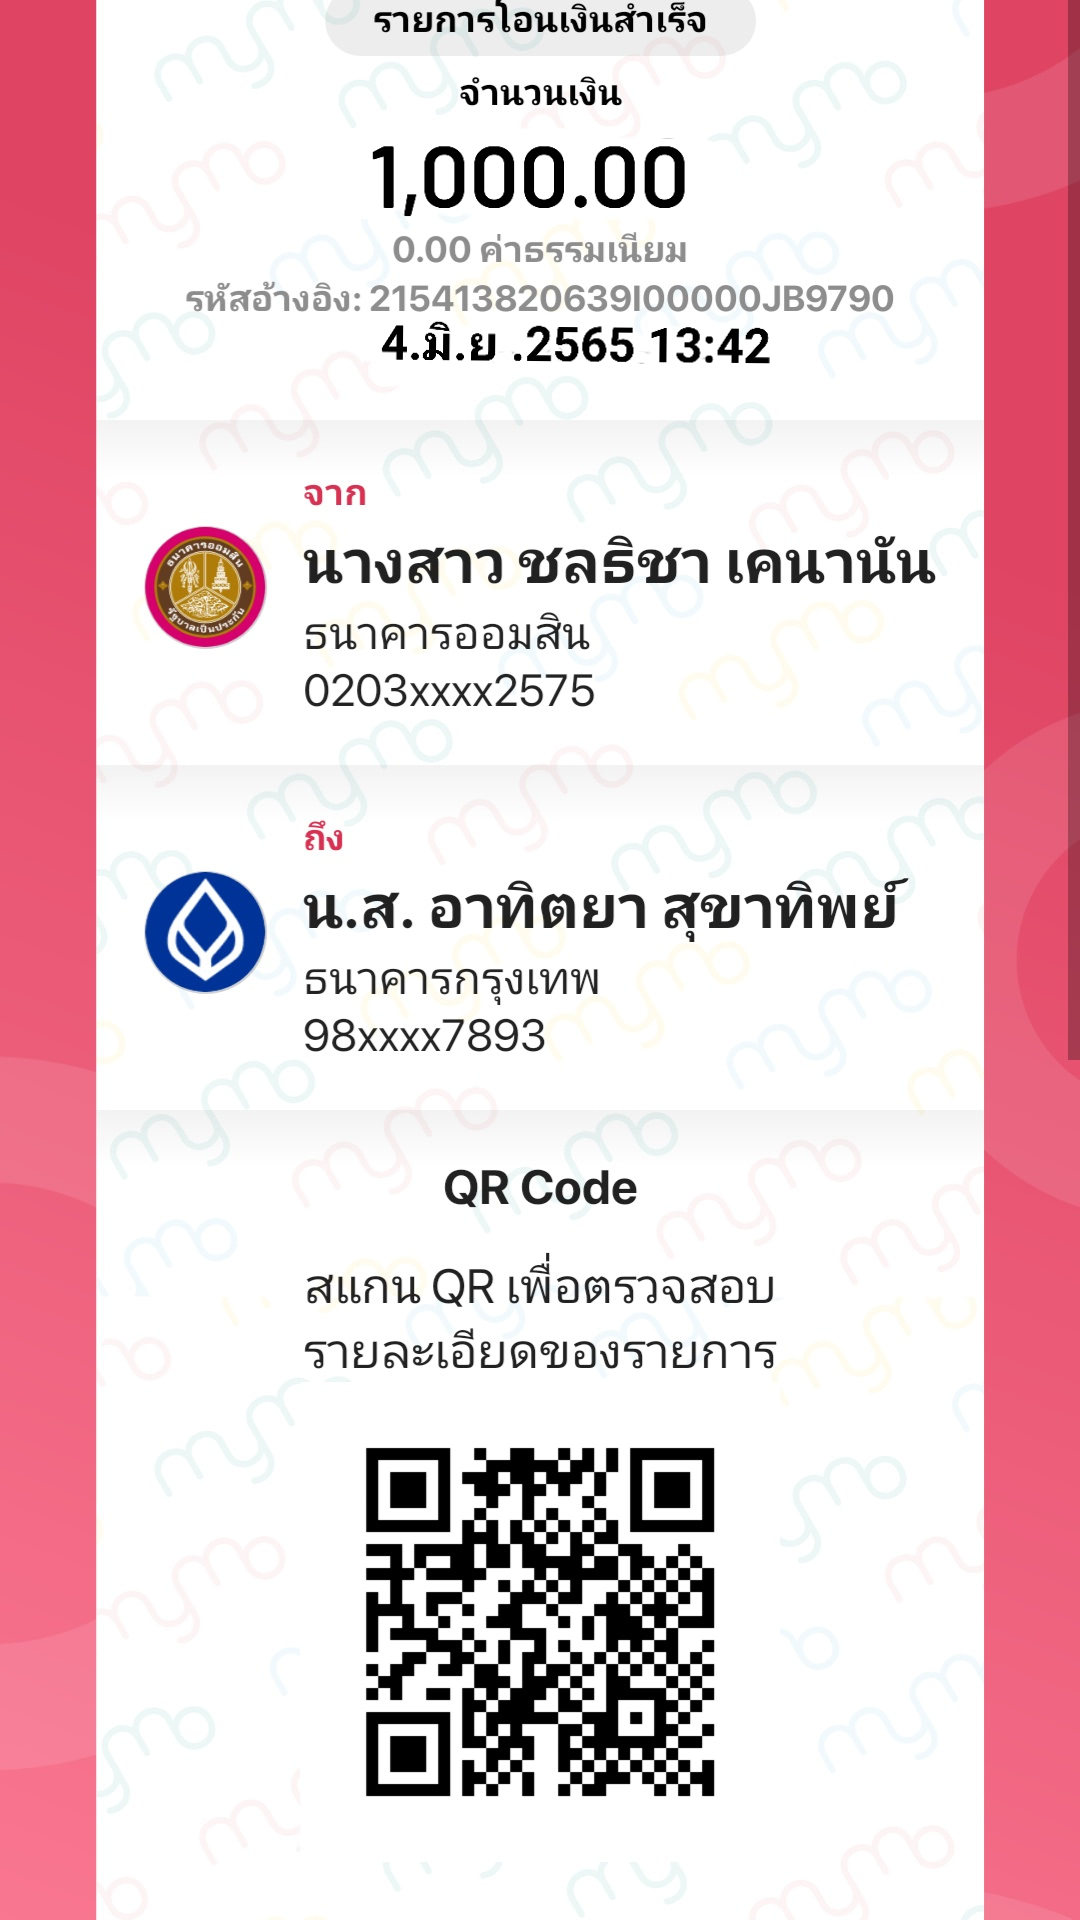 รายการโอนเงินสำเร็จ
จำนวนเงิน
1,000.00
0.00 ค่าธรรมเนียม
รหัสอ้างอิง: 215413820639I00000JB9790
4.มิ.ย .2565 13:42
จาก
ธนาคารออมสิน
รัฐบาลเป็นประกัน
นางสาว ชลธิชา เคนานัน
ธนาคารออมสิน
0203xxxx2575
ถึง
น.ส. อาทิตยา สุขาทิพย์
ธนาคารกรุงเทพ
98xxxx7893
QR Code
สแกน QR เพื่อตรวจสอบ
รายละเอียดของรายการ